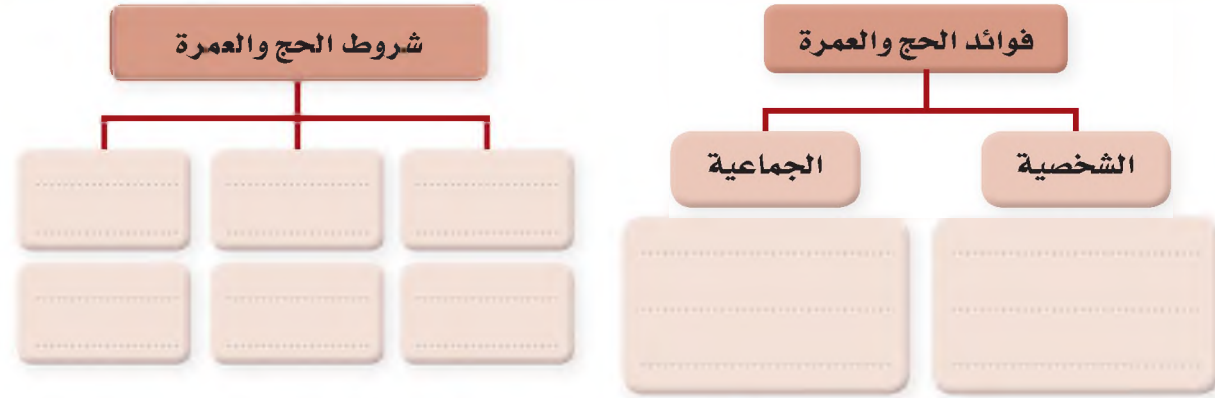 فوائد الحج والعمرة
الشخصية
الجماعية
شروط الحج والعمرة